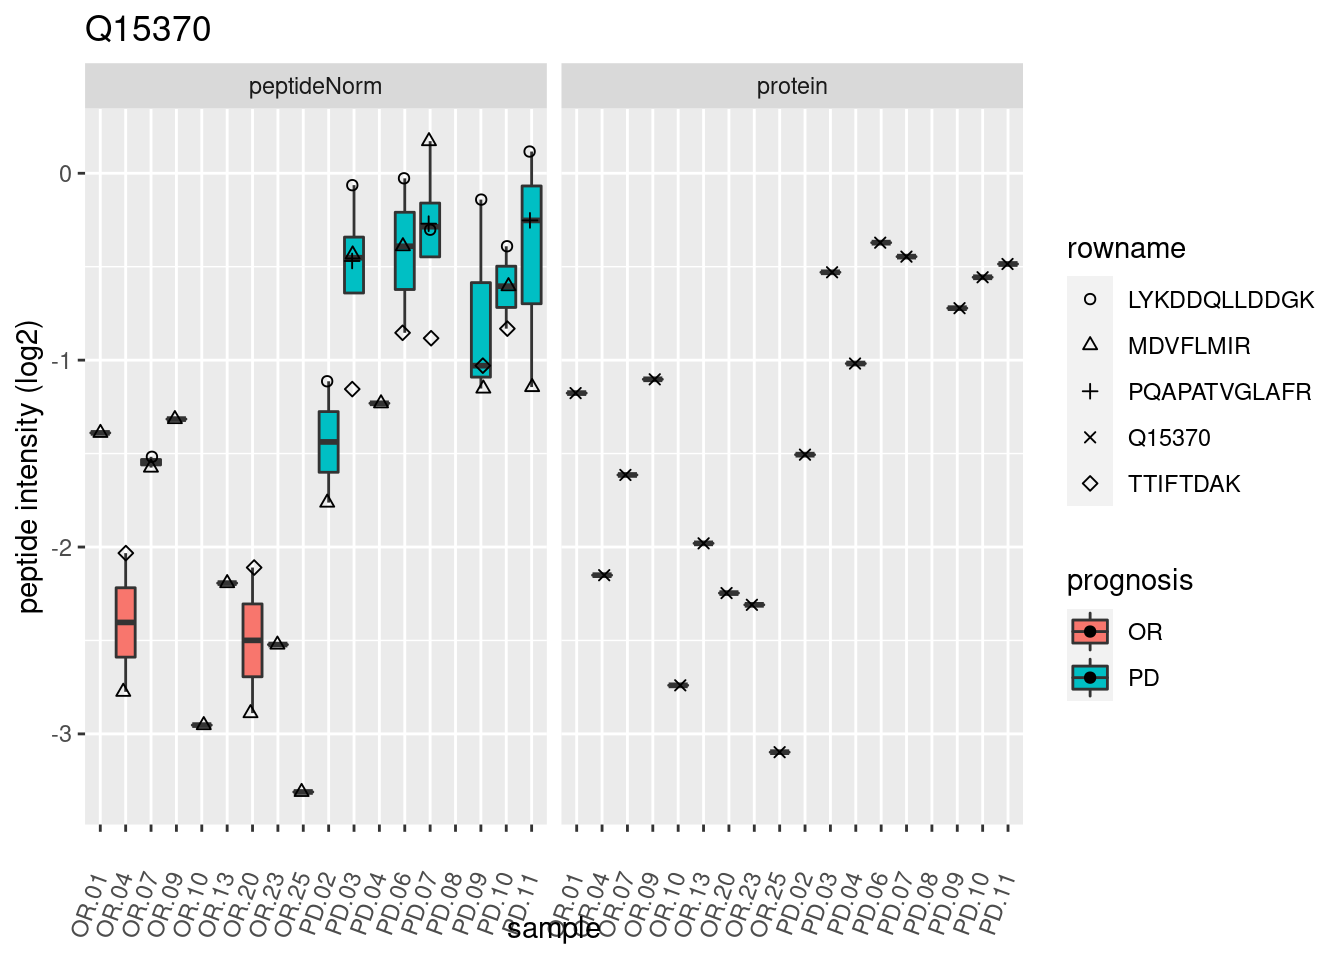 Q15370
peptideNorm
protein
peptide intensity (log2)
0
-1
-2
-3
OR.01
OR.04
OR.07
OR.09
OR.10
OR.13
OR.20
OR.23
OR.25
PD.02
PD.03
PD.04
PD.06
PD.07
PD.08
PD.09
PD.10
PD.11
OR.01
OR.04
OR.07
OR.09
OR.10
OR.13
OR.20
OR.23
OR.25
PD.02
PD.03
PD.04
PD.06
PD.07
PD.08
PD.09
PD.10
PD.11
sample
rowname
LYKDDQLLDDGK
MDVFLMIR
PQAPATVGLAFR
Q15370
TTIFTDAK
prognosis
OR
PD